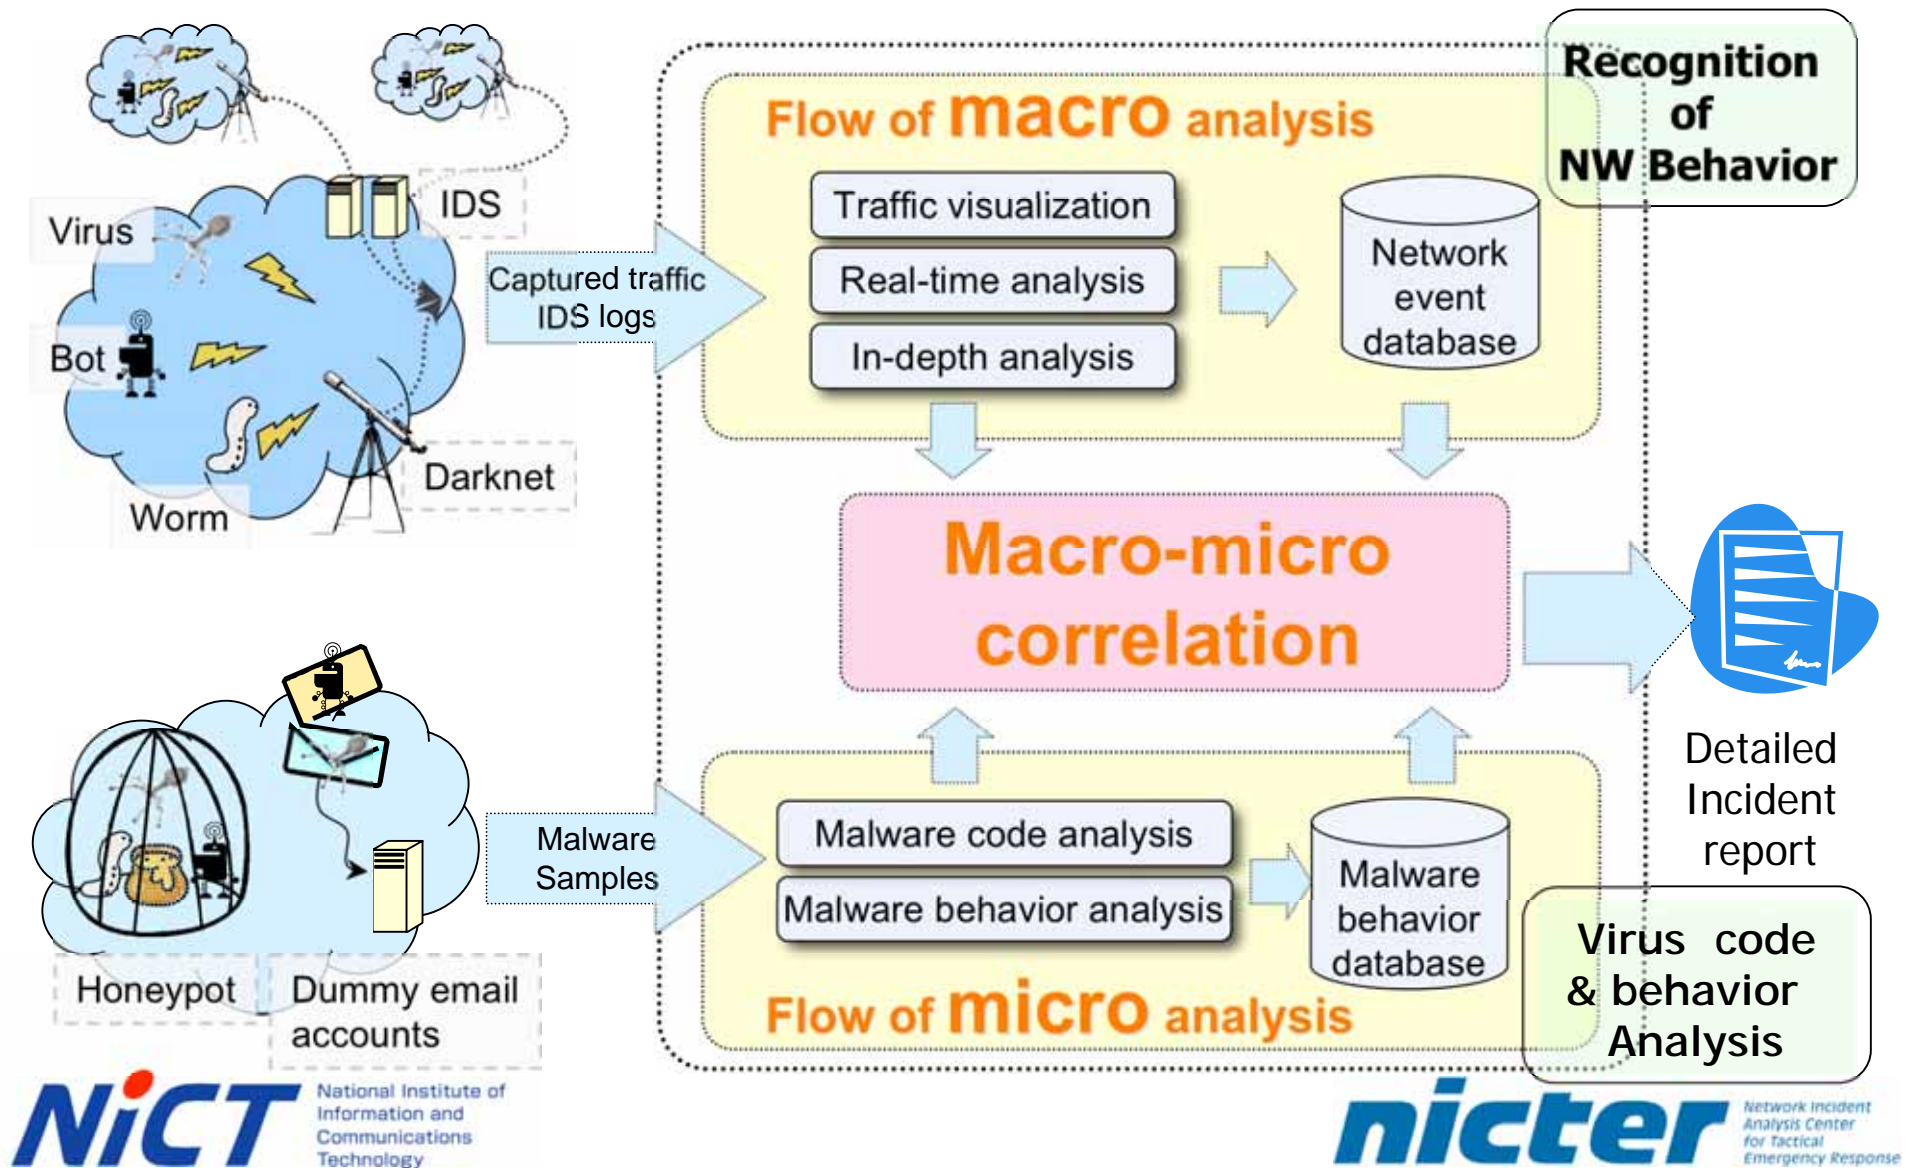 Recognition
of
NW Behavior
Flow of macro analysis
Virus
IDS
Bot
Worm
Darknet
Captured traffic
IDS logs
Traffic visualization
Real-time analysis
In-depth analysis
Network
event
database
Macro-micro
correlation
Detailed
Incident
report
Honeypot
Dummy email
accounts
Malware
Samples
Malware code analysis
Malware behavior analysis
Malware
behavior
database
Flow of micro analysis
Virus code
& behavior
Analysis
NiCT
National Institute of
Information and
Communications
Technology
nicter
Network Incident
Analysis Center
for Tactical
Emergency Response